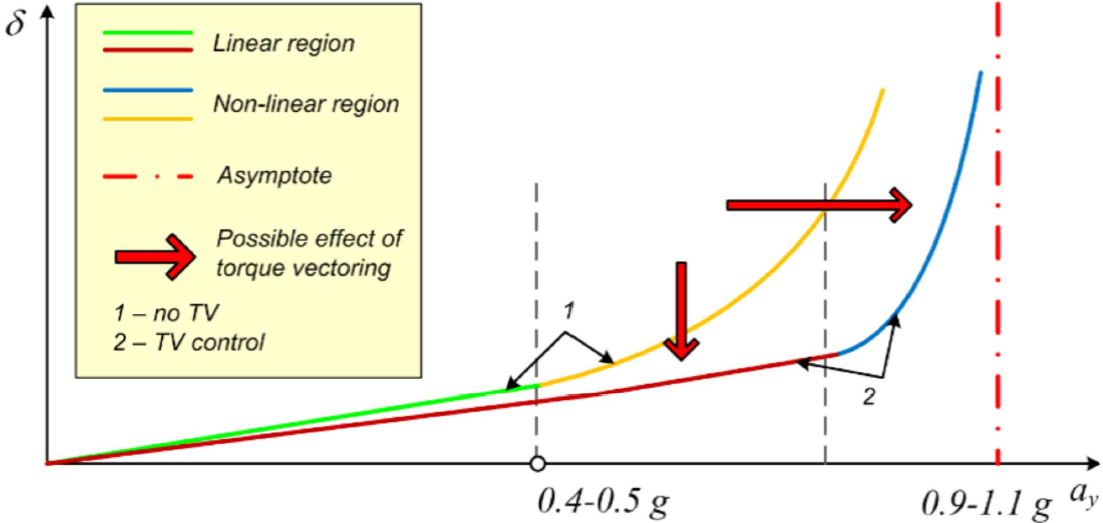 δ
Linear region
Non-linear region
Asymptote
Possible effect of
torque vectoring
1 – no TV
2 – TV control
1
2
0.4-0.5 g
0.9-1.1 g
a_y